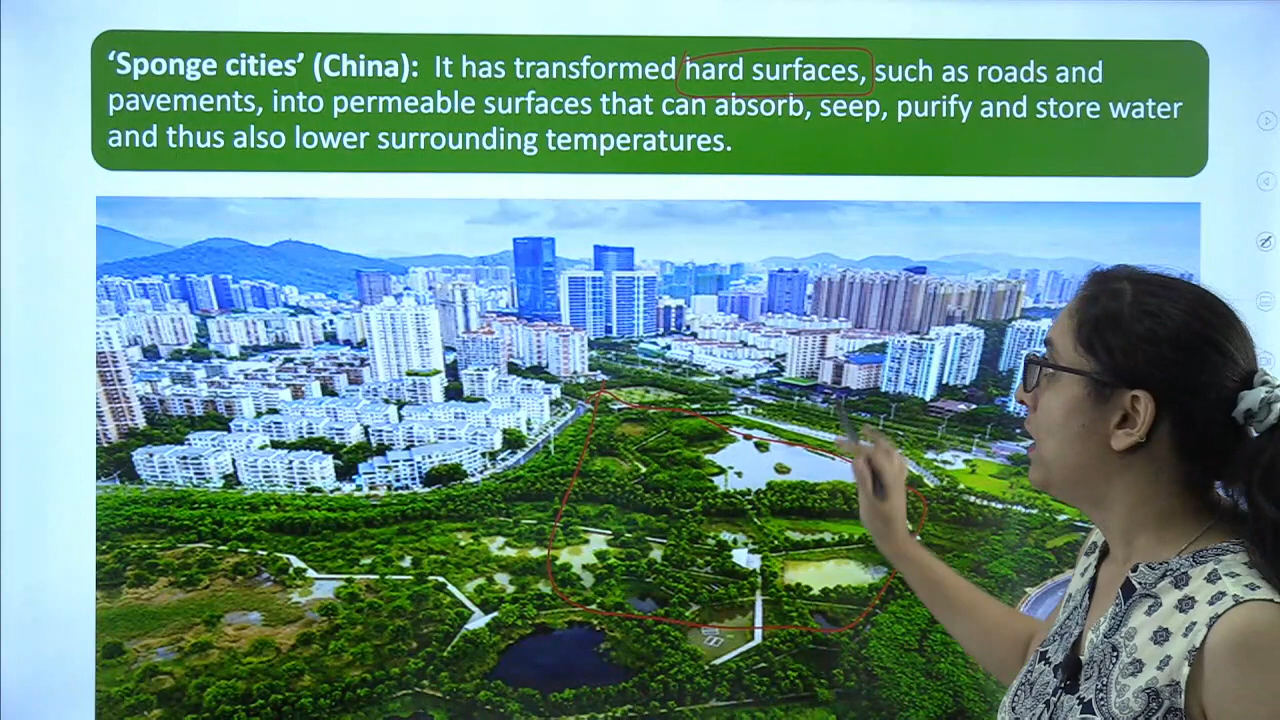 ‘Sponge cities’ (China): It has transformed hard surfaces, such as roads and
pavements, into permeable surfaces that can absorb, seep, purify and store water
and thus also lower surrounding temperatures.